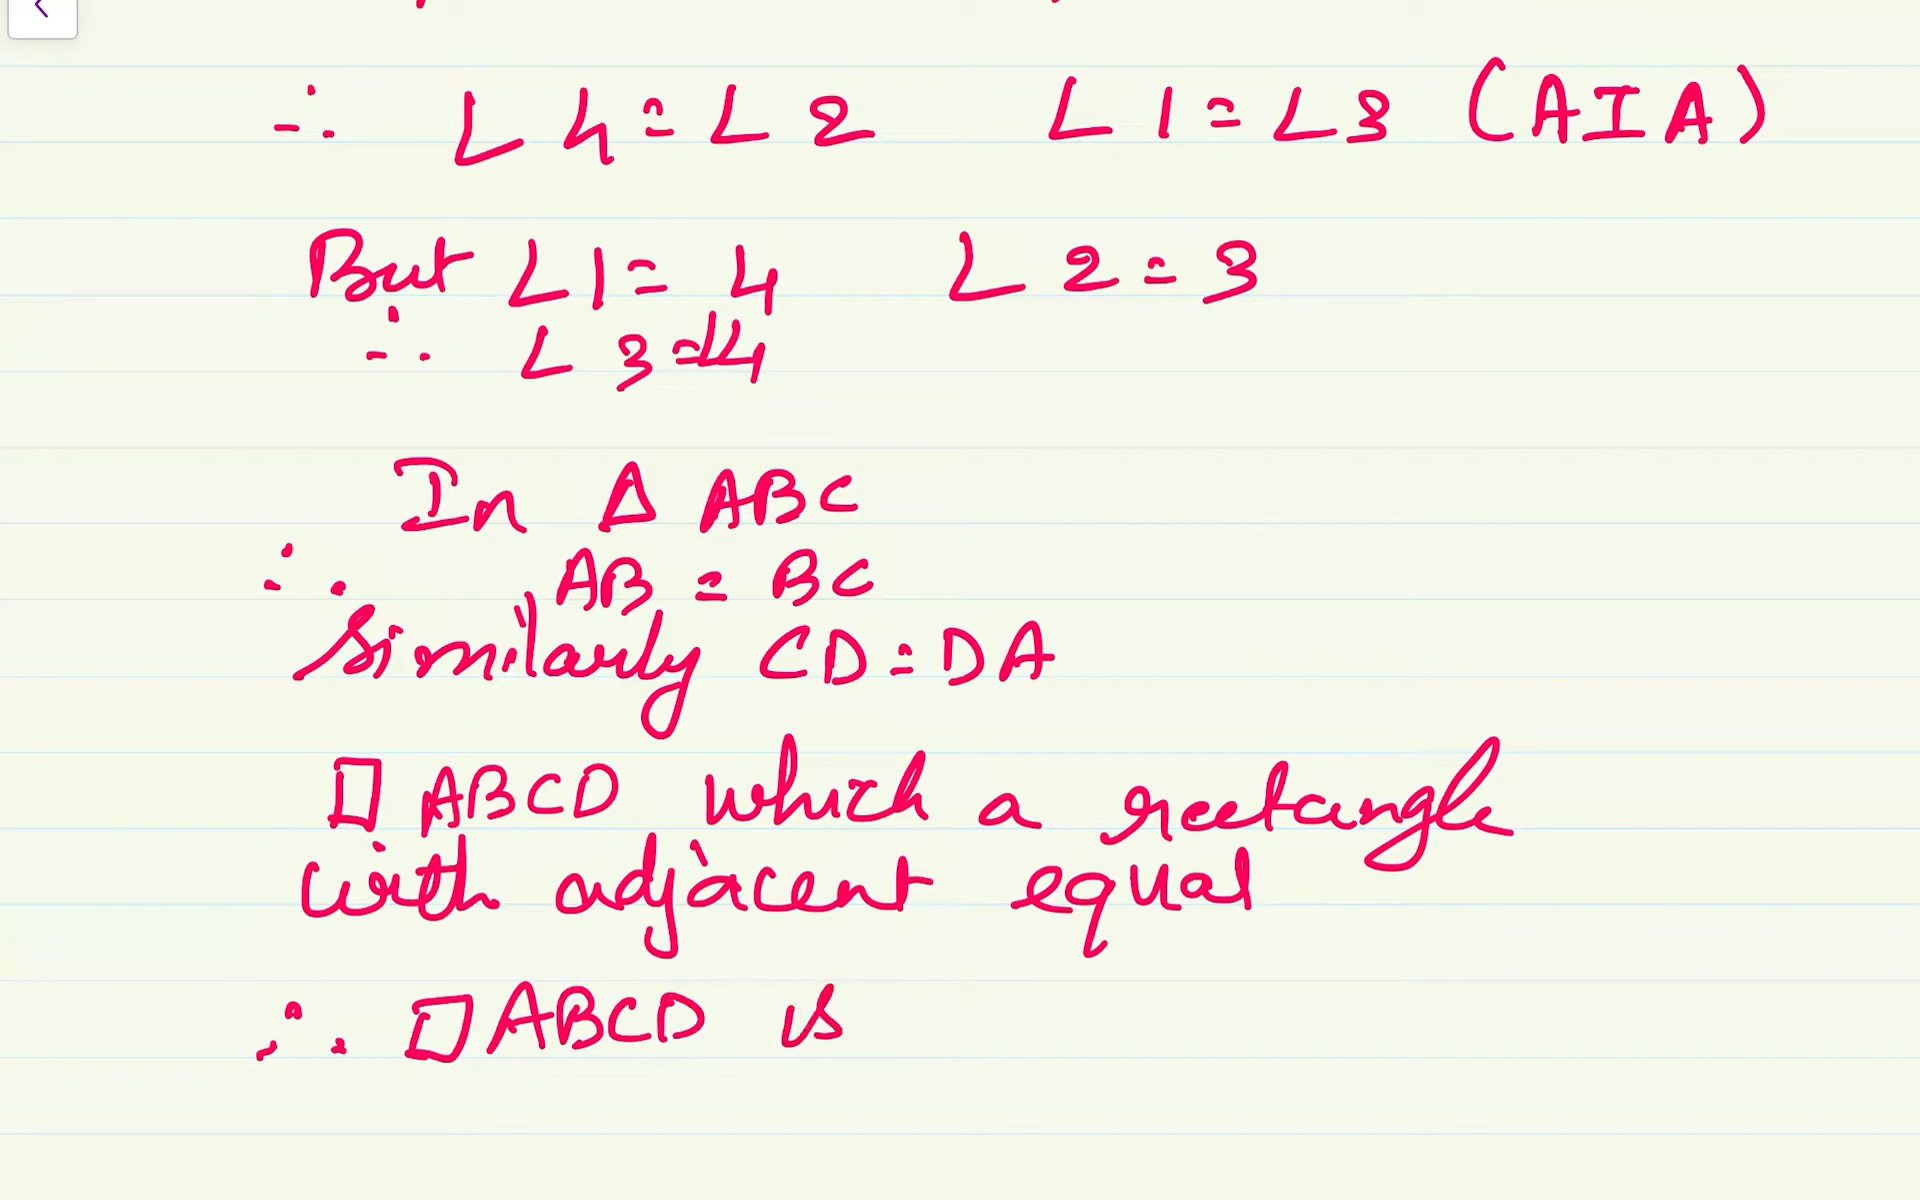 ∴ ∠4=∠2 ∠1=∠3 (AIA)
But ∠1=4 ∠2=3
∴ ∠3=∠4
In Δ ABC
∴ AB = BC
Similarly CD=DA
□ ABCD which a rectangle
with adjacent equal
∴ □ABCD is